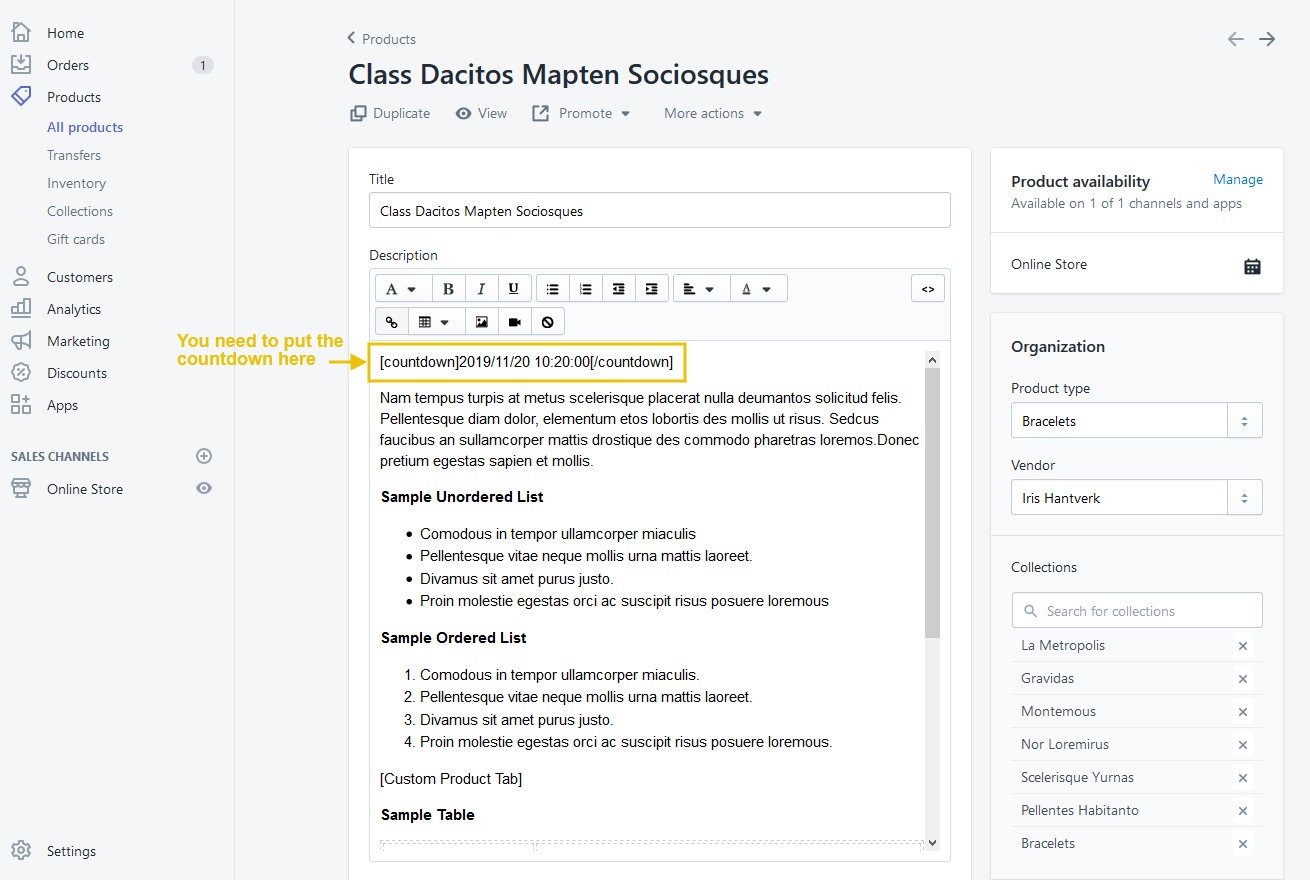 Home
Orders 1
Products
All products
Transfers
Inventory
Collections
Gift cards
Customers
Analytics
Marketing
Discounts
Apps
SALES CHANNELS
Online Store
Settings
Products
Class Dacitos Mapten Sociosques
Duplicate View Promote More actions
Title
Class Dacitos Mapten Sociosques
Description
A B I U A <>
You need to put the
countdown here
[countdown]2019/11/20 10:20:00[/countdown]
Nam tempus turpis at metus scelerisque placerat nulla deumantos solicitud felis.
Pellentesque diam dolor, elementum etos lobortis des mollis ut risus. Sedcus
faucibus an sullamcorper mattis drostique des commodo pharetras loremos.Donec
pretium egestas sapien et mollis.
Sample Unordered List
• Comodous in tempor ullamcorper miaculis
• Pellentesque vitae neque mollis urna mattis laoreet.
• Divamus sit amet purus justo.
• Proin molestie egestas orci ac suscipit risus posuere loremous
Sample Ordered List
1. Comodous in tempor ullamcorper miaculis.
2. Pellentesque vitae neque mollis urna mattis laoreet.
3. Divamus sit amet purus justo.
4. Proin molestie egestas orci ac suscipit risus posuere loremous.
[Custom Product Tab]
Sample Table
Product availability Manage
Available on 1 of 1 channels and apps
Online Store
Organization
Product type
Bracelets
Vendor
Iris Hantverk
Collections
Search for collections
La Metropolis
Gravidas
Montemous
Nor Loremirus
Scelerisque Yurnas
Pellentes Habitanto
Bracelets